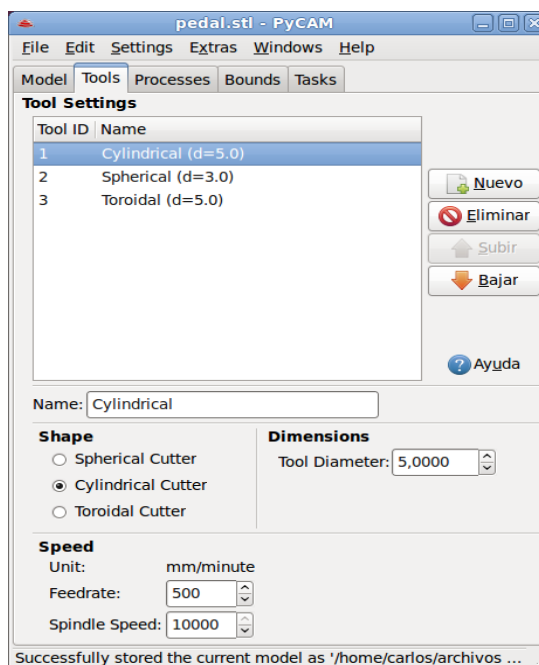 pedal.stl - PyCAM
File Edit Settings Extras Windows Help
Model Tools Processes Bounds Tasks
Tool Settings
Tool ID Name
1 Cylindrical (d=5.0)
2 Spherical (d=3.0)
3 Toroidal (d=5.0)
Nuevo
Eliminar
Subir
Bajar
Ayuda
Name: Cylindrical
Shape
Spherical Cutter
Cylindrical Cutter
Toroidal Cutter
Dimensions
Tool Diameter: 5,0000
Speed
Unit: mm/minute
Feedrate: 500
Spindle Speed: 10000
Successfully stored the current model as '/home/carlos/archivos ...